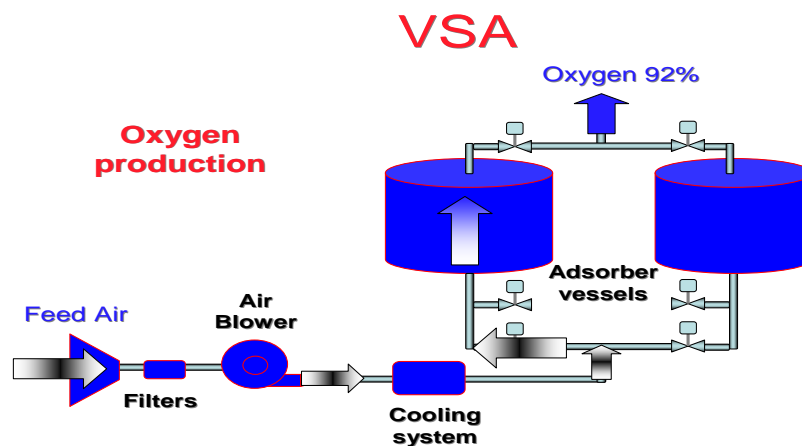 VSA
Oxygen 92%
Oxygen
production
Adsorber
vessels
Air
Blower
Feed Air
Filters
Cooling
system